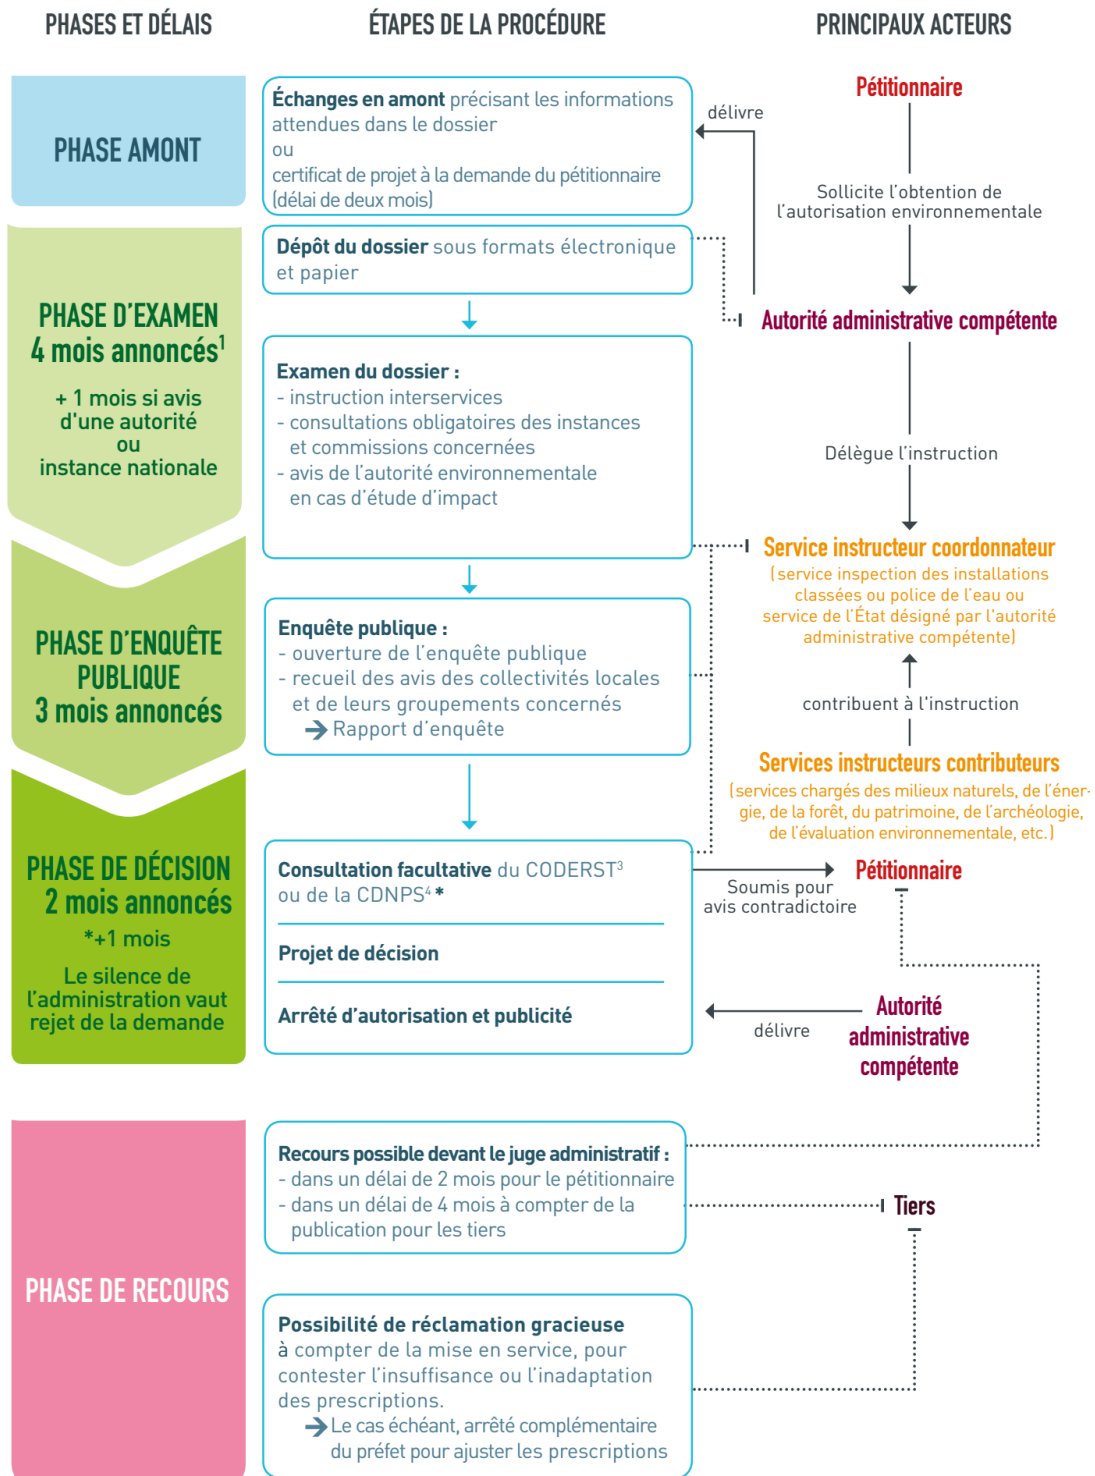 PHASES ET DÉLAIS
ÉTAPES DE LA PROCÉDURE
PRINCIPAUX ACTEURS
PHASE AMONT
Échanges en amont précisant les informations
attendues dans le dossier
ou
certificat de projet à la demande du pétitionnaire
(délai de deux mois)
délivre
Pétitionnaire
Sollicite l'obtention de
l'autorisation environnementale
Dépôt du dossier sous formats électronique
et papier
Autorité administrative compétente
PHASE D'EXAMEN
4 mois annoncés¹
+ 1 mois si avis
d'une autorité
ou
instance nationale
Examen du dossier :
- instruction interservices
- consultations obligatoires des instances
et commissions concernées
- avis de l'autorité environnementale
en cas d'étude d'impact
Délègue l'instruction
Service instructeur coordonnateur
(service inspection des installations
classées ou police de l'eau ou
service de l'État désigné par l'autorité
administrative compétente)
PHASE D'ENQUÊTE
PUBLIQUE
3 mois annoncés
Enquête publique :
- ouverture de l'enquête publique
- recueil des avis des collectivités locales
et de leurs groupements concernés
➔ Rapport d'enquête
contribuent à l'instruction
Services instructeurs contributeurs
(services chargés des milieux naturels, de l'éner-
gie, de la forêt, du patrimoine, de l'archéologie,
de l'évaluation environnementale, etc.)
PHASE DE DÉCISION
2 mois annoncés
*+1 mois
Le silence de
l'administration vaut
rejet de la demande
Consultation facultative du CODERST³
ou de la CDNPS⁴ *
Projet de décision
Arrêté d'autorisation et publicité
Soumis pour
avis contradictoire
Pétitionnaire
délivre
Autorité
administrative
compétente
PHASE DE RECOURS
Recours possible devant le juge administratif :
- dans un délai de 2 mois pour le pétitionnaire
- dans un délai de 4 mois à compter de la
publication pour les tiers
Tiers
Possibilité de réclamation gracieuse
à compter de la mise en service, pour
contester l'insuffisance ou l'inadaptation
des prescriptions.
➔ Le cas échéant, arrêté complémentaire
du préfet pour ajuster les prescriptions